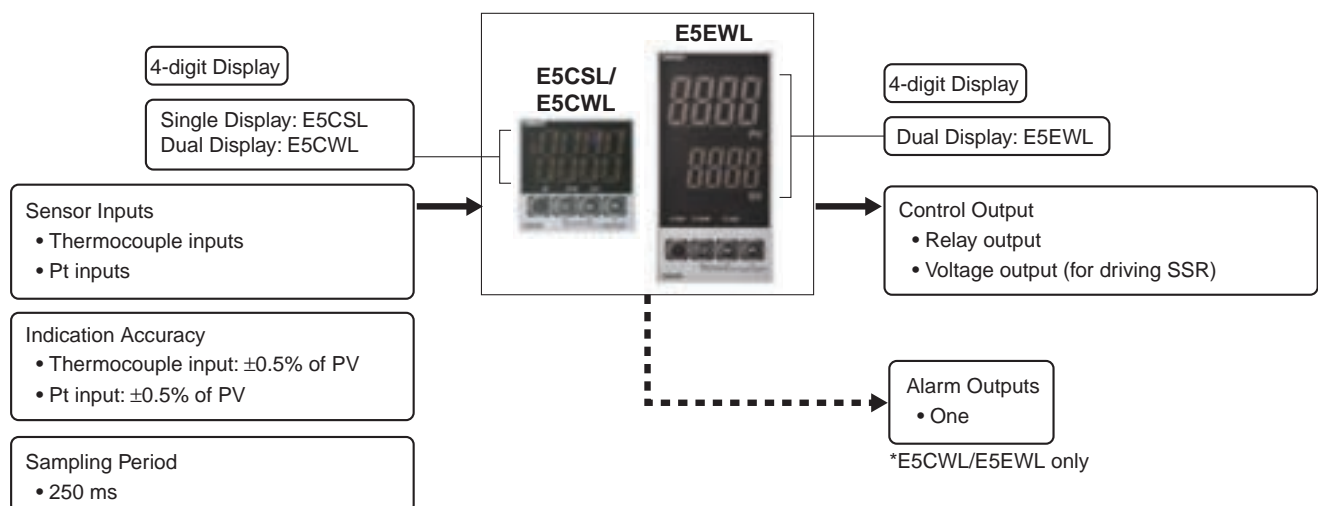 E5EWL
4-digit Display
E5CSL/
E5CWL
4-digit Display
Single Display: E5CSL
Dual Display: E5CWL
Dual Display: E5EWL
Sensor Inputs
• Thermocouple inputs
• Pt inputs
Control Output
• Relay output
• Voltage output (for driving SSR)
Indication Accuracy
• Thermocouple input: ±0.5% of PV
• Pt input: ±0.5% of PV
Alarm Outputs
• One
*E5CWL/E5EWL only
Sampling Period
• 250 ms